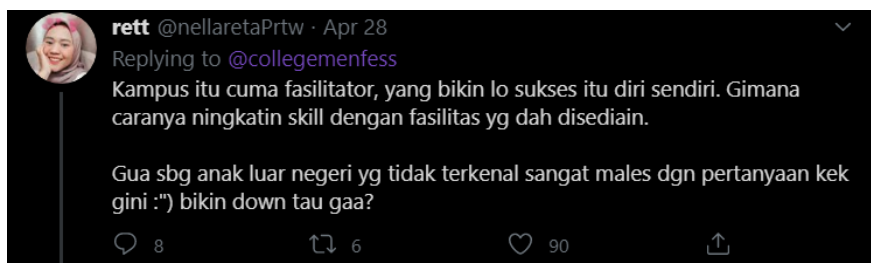 rett @nellaretaPrtw · Apr 28
Replying to @collegemenfess
Kampus itu cuma fasilitator, yang bikin lo sukses itu diri sendiri. Gimana
caranya ningkatin skill dengan fasilitas yg dah disediain.
Gua sbg anak luar negeri yg tidak terkenal sangat males dgn pertanyaan kek
gini :") bikin down tau gaa?
8 6 90